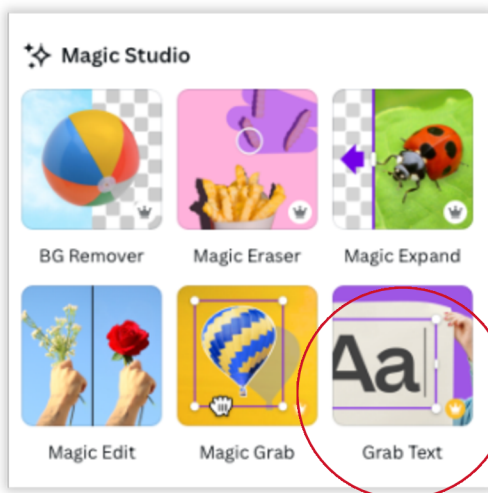 Magic Studio
BG Remover
Magic Eraser
Magic Expand
Aa
Magic Edit
Magic Grab
Grab Text